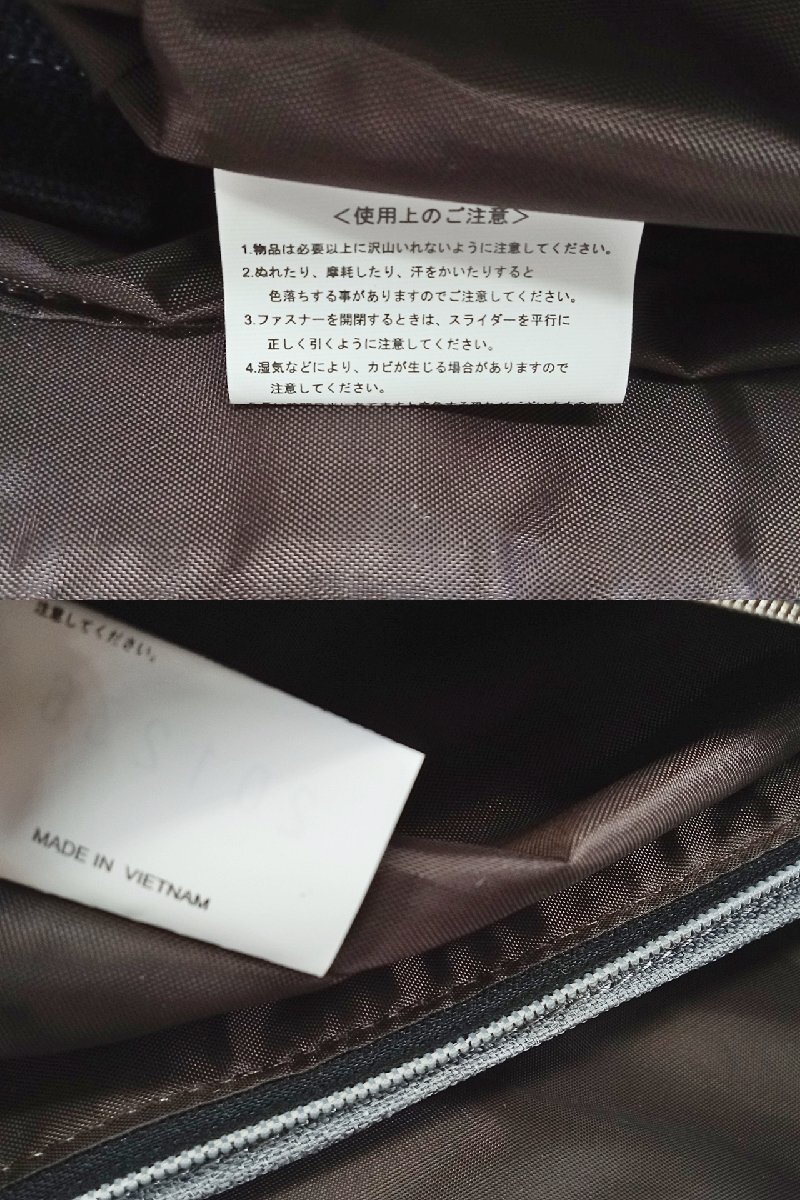 <使用上のご注意>
1.物品は必要以上に沢山いれないように注意してください。
2.ぬれたり、摩耗したり、汗をかいたりすると
色落ちする事がありますのでご注意してください。
3.ファスナーを開閉するときは、スライダーを平行に
正しく引くように注意してください。
4.湿気などにより、カビが生じる場合がありますので
注意してください。
注意してください。
MADE IN VIETNAM